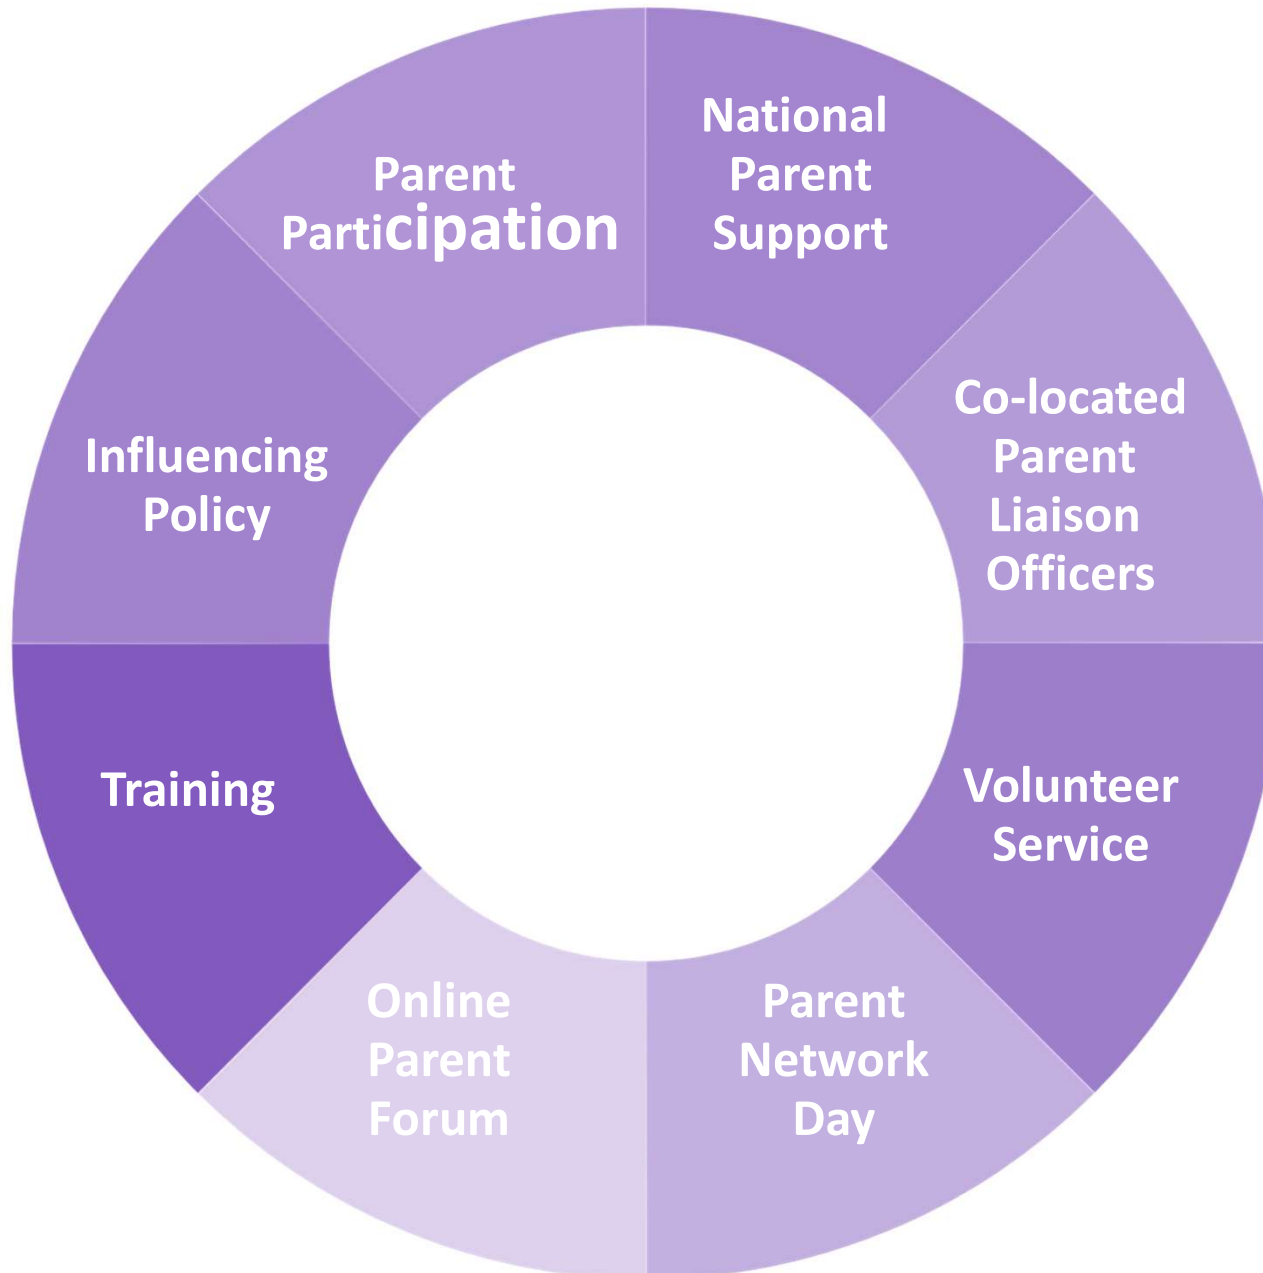 National
Parent
Support
Co-located
Parent
Liaison
Officers
Volunteer
Service
Parent
Network
Day
Online
Parent
Forum
Training
Influencing
Policy
Parent
Participation